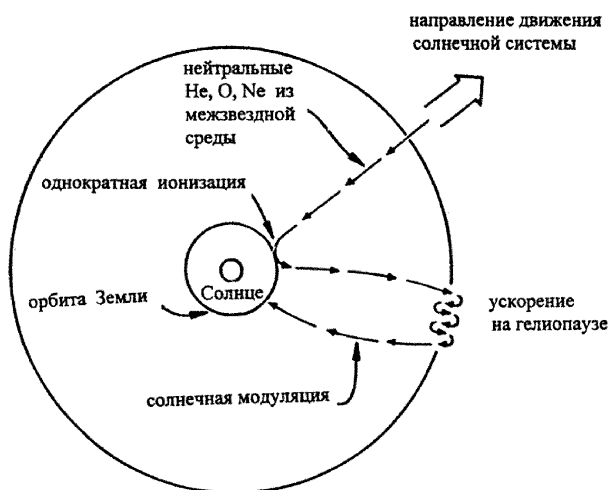 направление движения
солнечной системы
нейтральные
He, O, Ne из
межзвездной
среды
однократная ионизация
орбита Земли
Солнце
ускорение
на гелиопаузе
солнечная модуляция